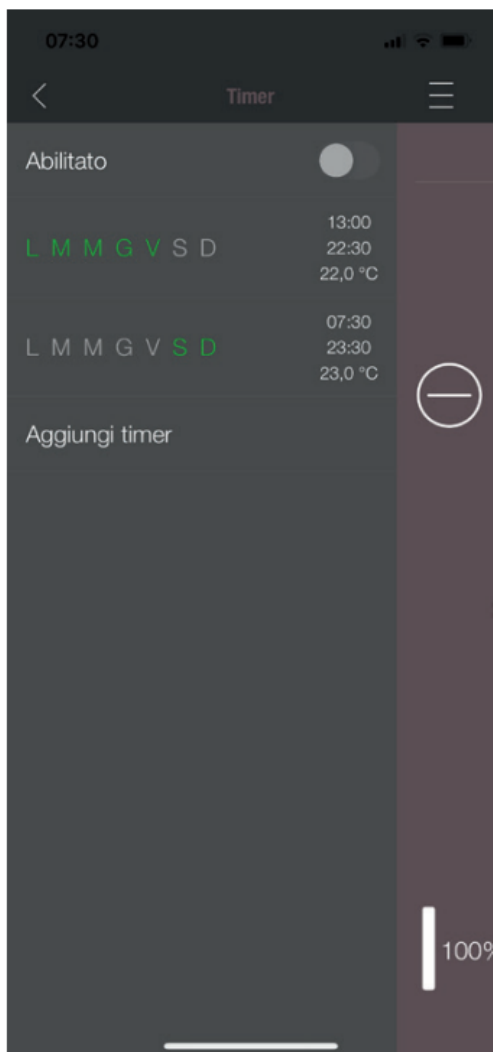 07:30
Timer
Abilitato
13:00
L M M G V S D
22:30
22,0 °C
07:30
L M M G V S D
23:30
23,0 °C
Aggiungi timer
100%